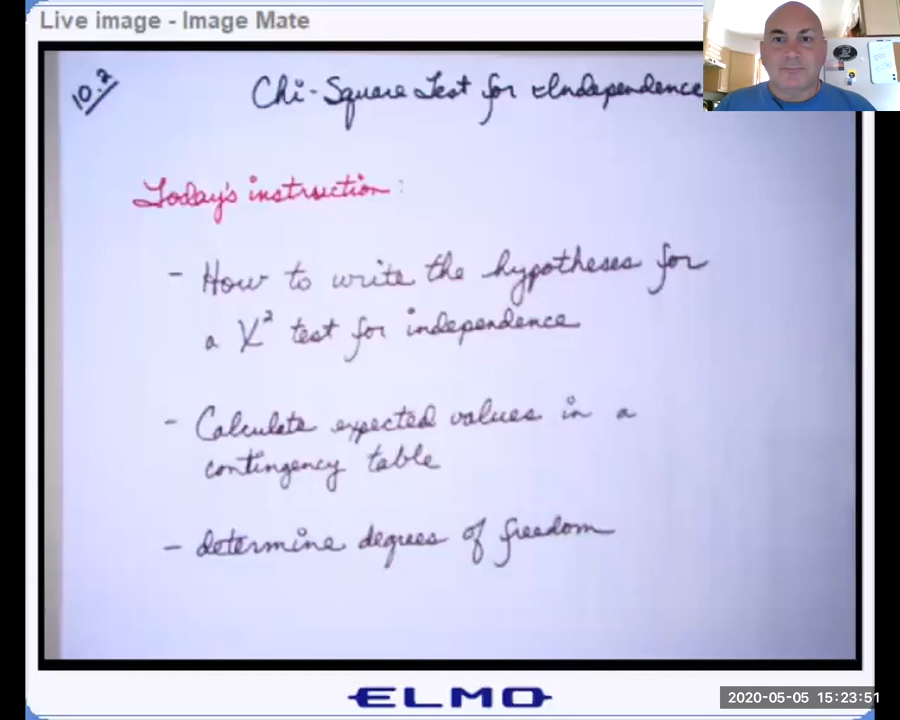 Live image - Image Mate
10.2
Chi-Square Test for Independence
Today's instruction:
- How to write the hypotheses for
a X² test for independence
- Calculate expected values in a
contingency table
- determine degrees of freedom
ELMO
2020-05-05 15:23:51